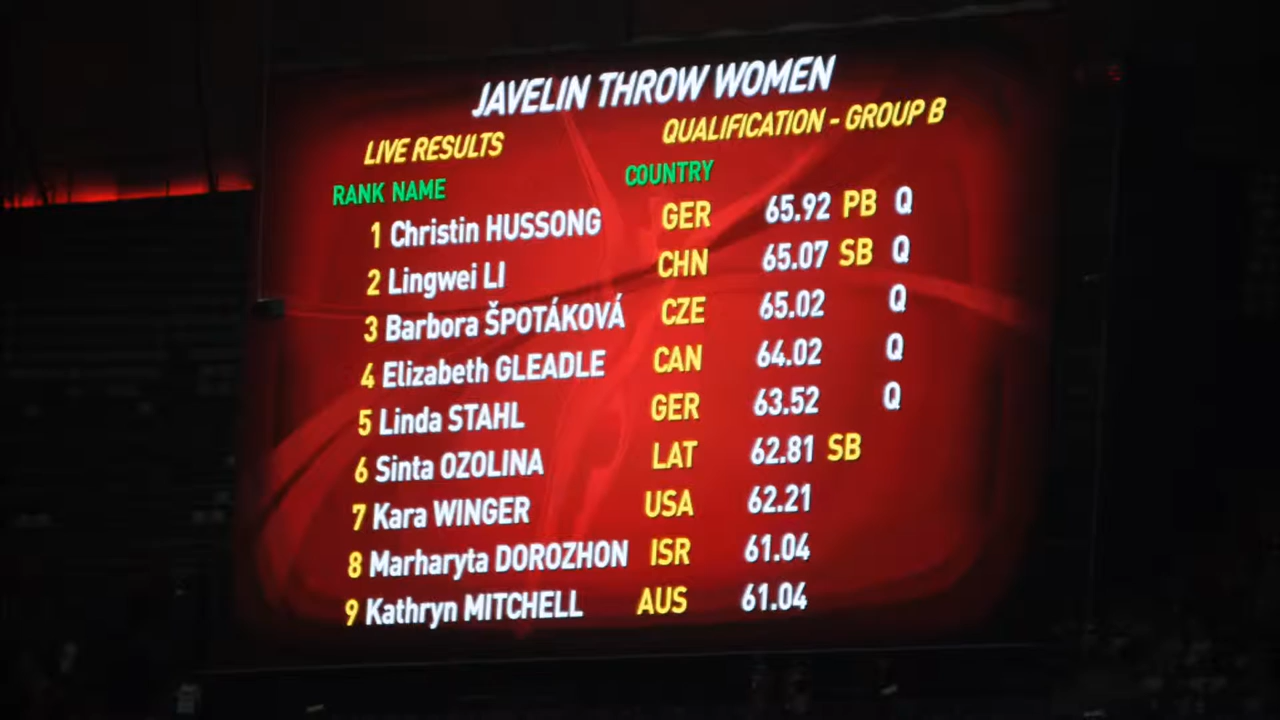 JAVELIN THROW WOMEN
LIVE RESULTS QUALIFICATION - GROUP B
RANK NAME COUNTRY
1 Christin HUSSONG GER 65.92 PB Q
2 Lingwei LI CHN 65.07 SB Q
3 Barbora ŠPOTÁKOVÁ CZE 65.02 Q
4 Elizabeth GLEADLE CAN 64.02 Q
5 Linda STAHL GER 63.52 Q
6 Sinta OZOLINA LAT 62.81 SB
7 Kara WINGER USA 62.21
8 Marharyta DOROZHON ISR 61.04
9 Kathryn MITCHELL AUS 61.04